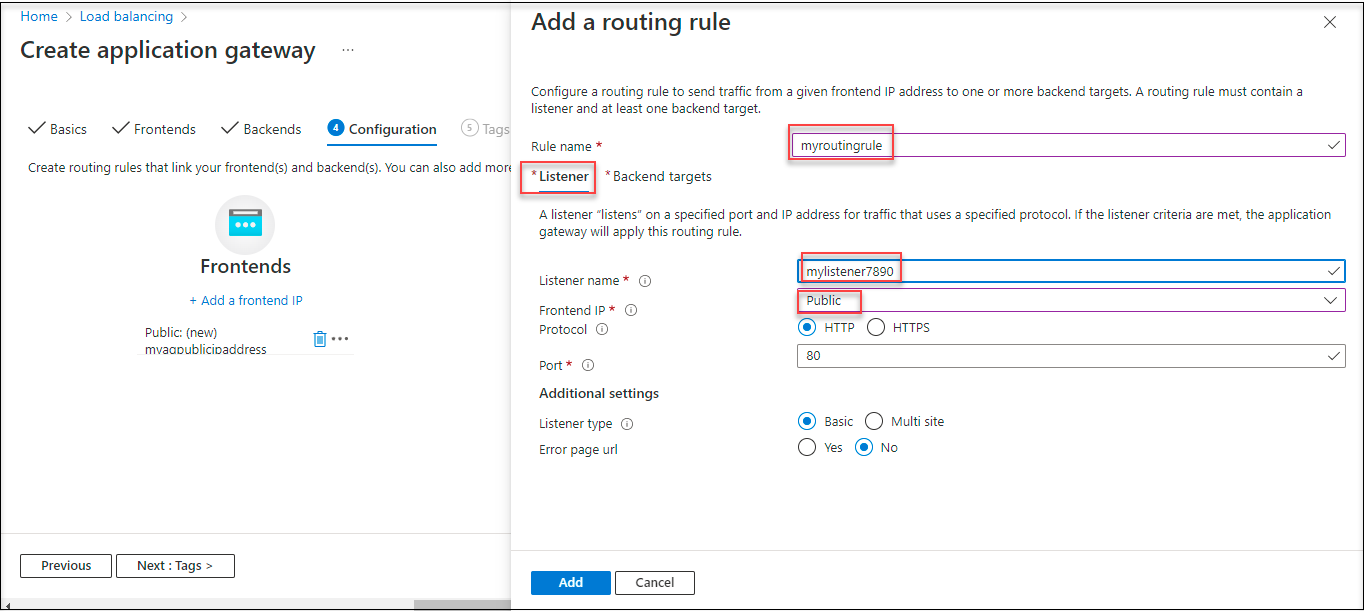 Home > Load balancing >
Create application gateway ...
Basics Frontends Backends 4 Configuration 5 Tags
Create routing rules that link your frontend(s) and backend(s). You can also add more
Frontends
+ Add a frontend IP
Public: (new)
myagpublicipaddress
Previous
Next : Tags >
Add a routing rule
Configure a routing rule to send traffic from a given frontend IP address to one or more backend targets. A routing rule must contain a
listener and at least one backend target.
Rule name * myroutingrule
* Listener * Backend targets
A listener “listens” on a specified port and IP address for traffic that uses a specified protocol. If the listener criteria are met, the application
gateway will apply this routing rule.
Listener name * mylistener7890
Frontend IP * Public
Protocol HTTP HTTPS
Port * 80
Additional settings
Listener type Basic Multi site
Error page url Yes No
Add
Cancel